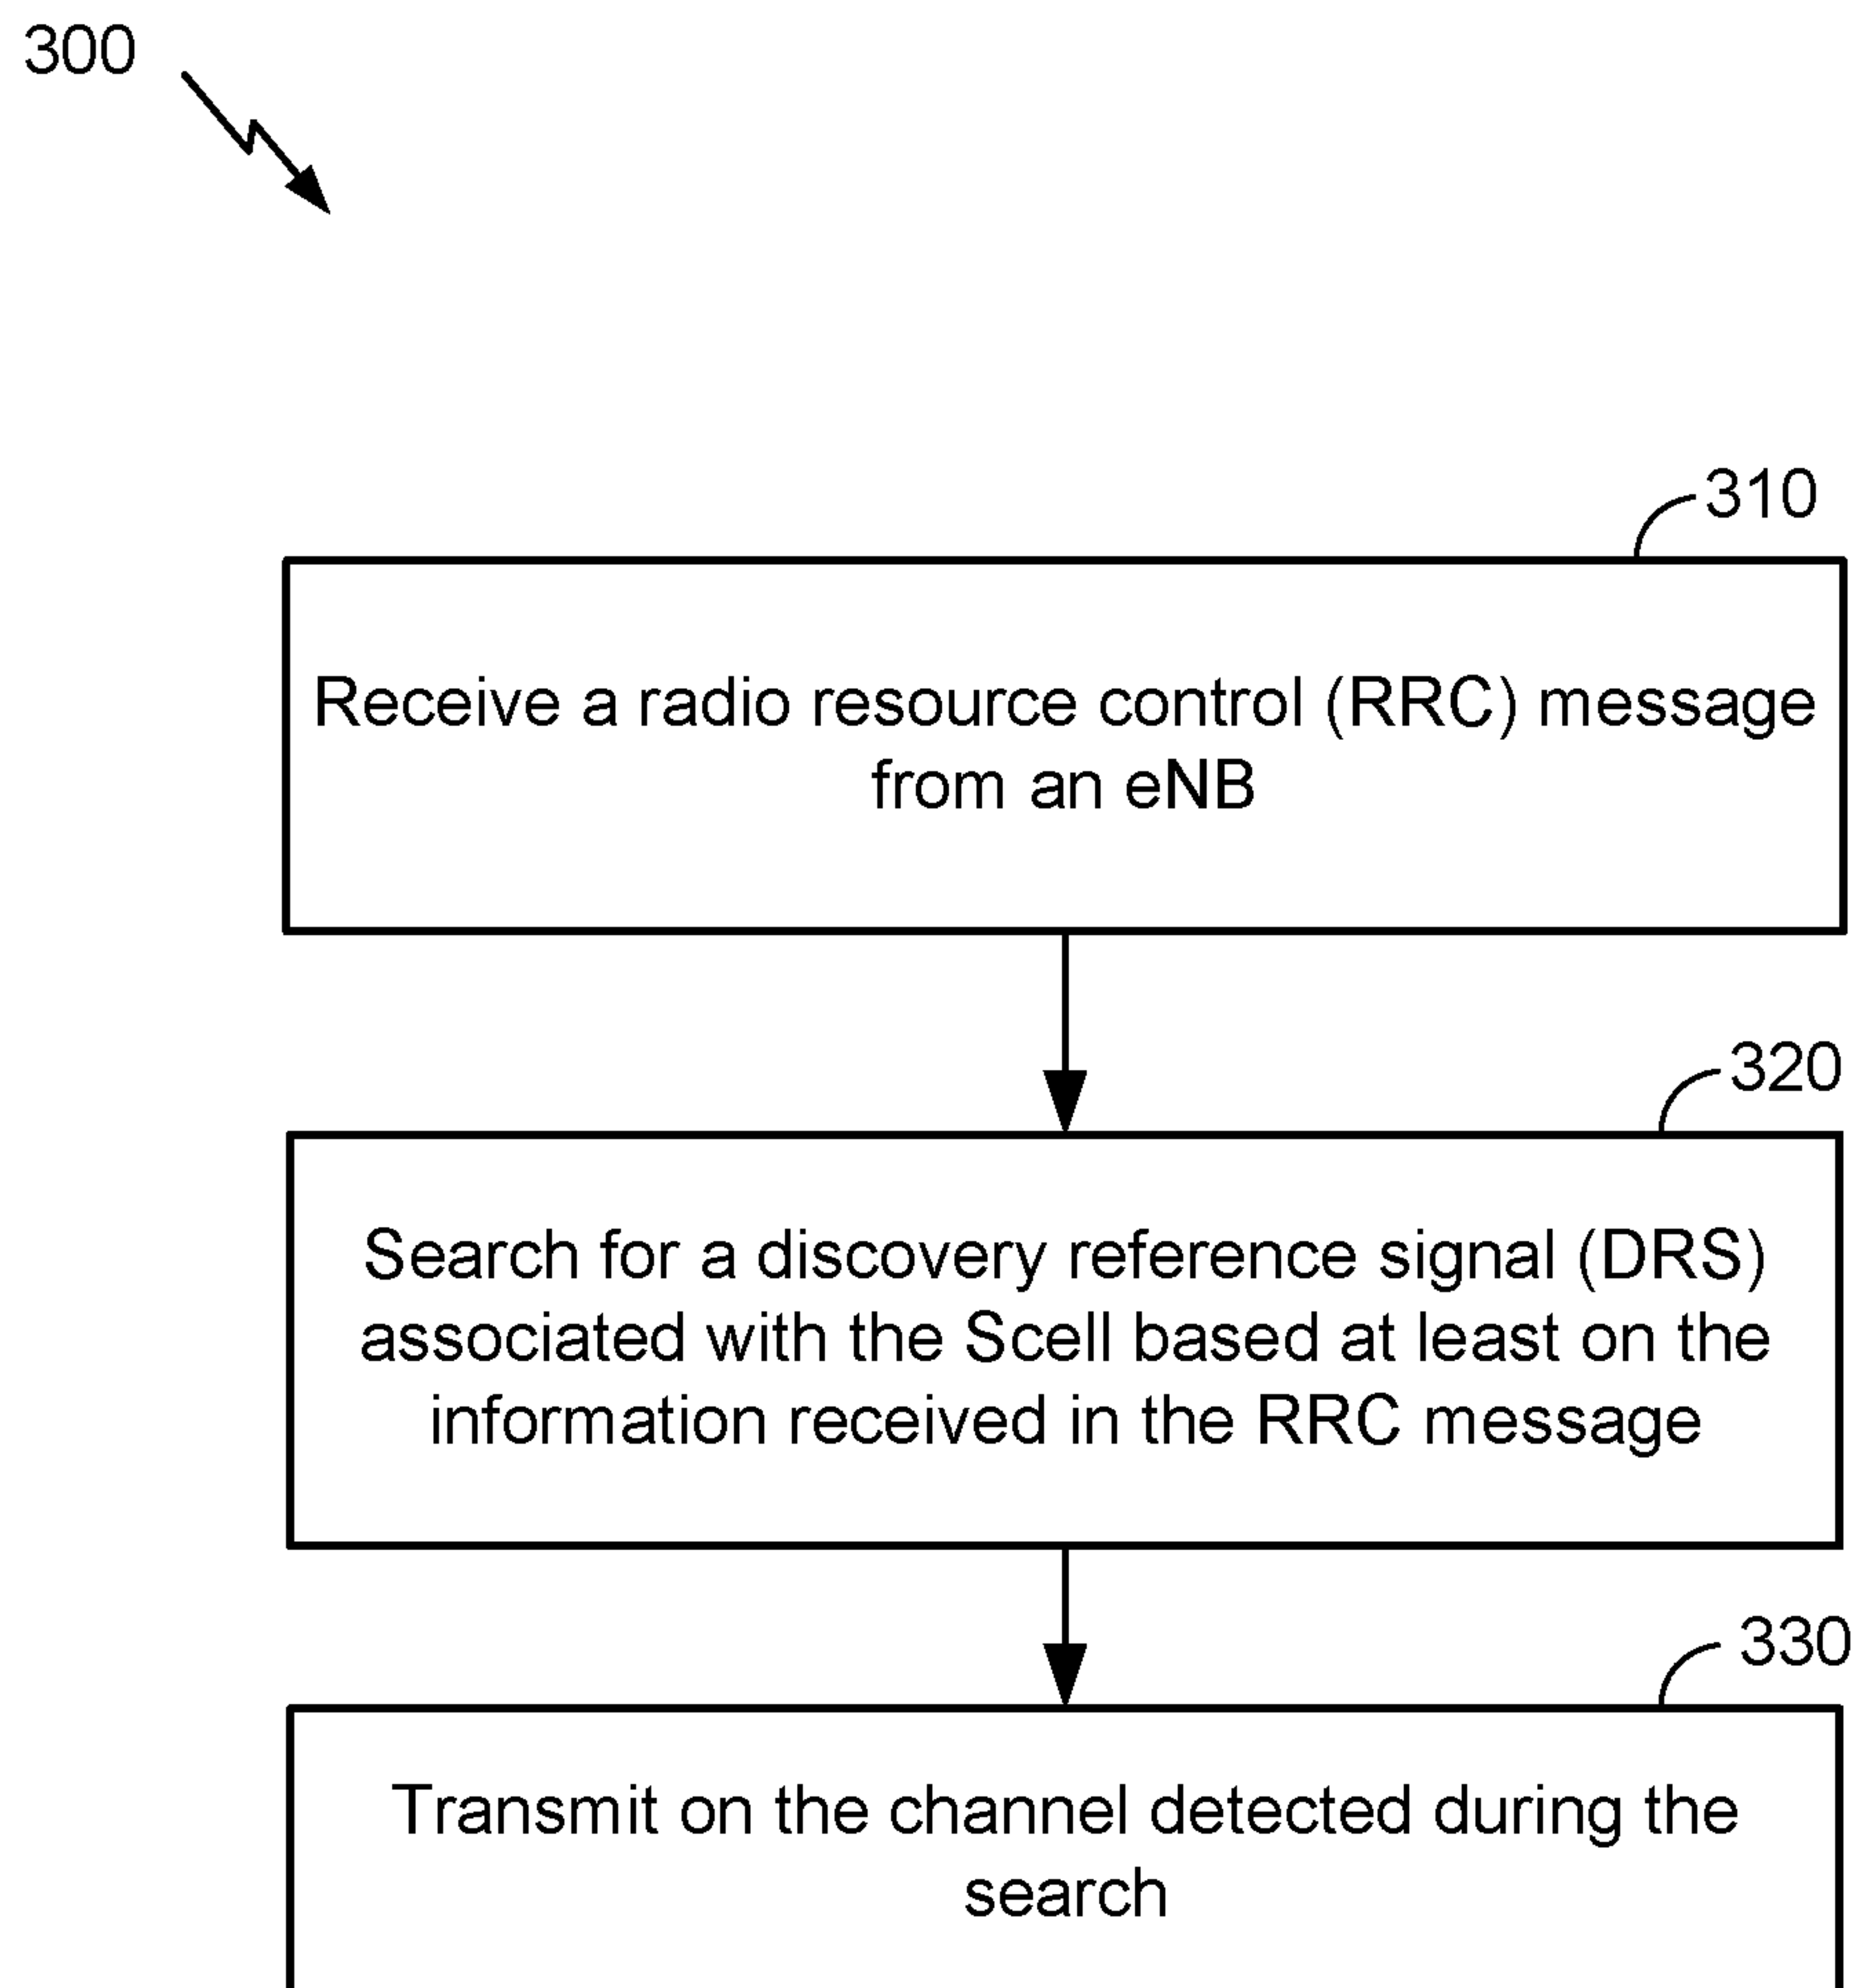 300
310
Receive a radio resource control (RRC) message
from an eNB
320
Search for a discovery reference signal (DRS)
associated with the Scell based at least on the
information received in the RRC message
330
Transmit on the channel detected during the
search